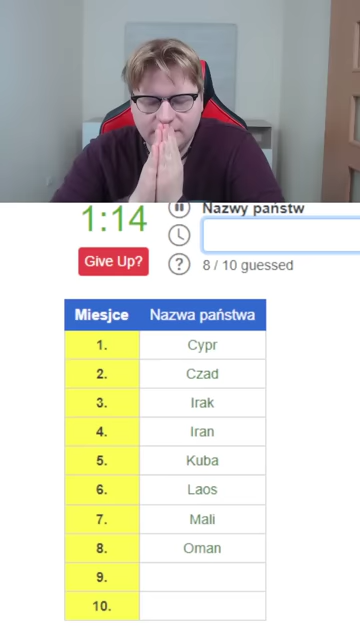 1:14
Nazwy państw
Give Up?
?
8 / 10 guessed
Miesjce Nazwa państwa
1. Cypr
2. Czad
3. Irak
4. Iran
5. Kuba
6. Laos
7. Mali
8. Oman
9.
10.